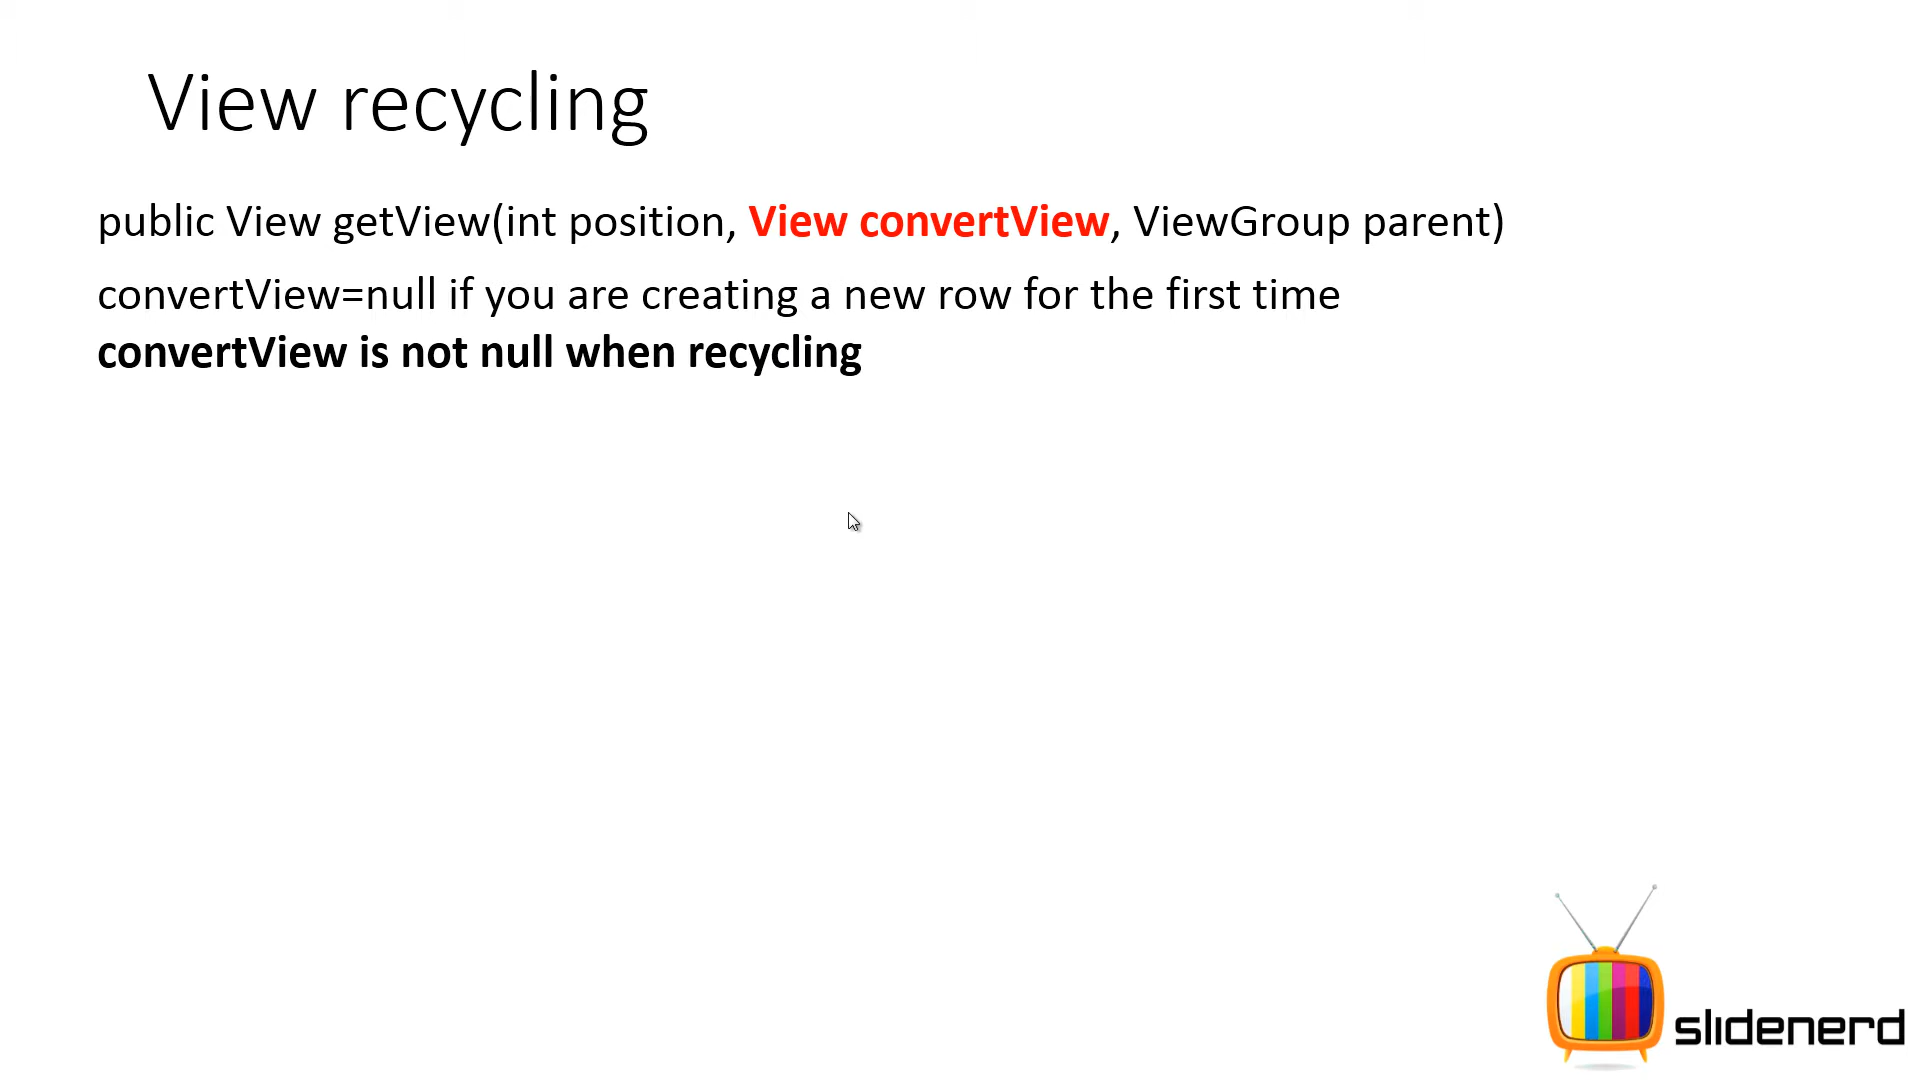 View recycling
public View getView(int position, View convertView, ViewGroup parent)
convertView=null if you are creating a new row for the first time
convertView is not null when recycling
slidenerd